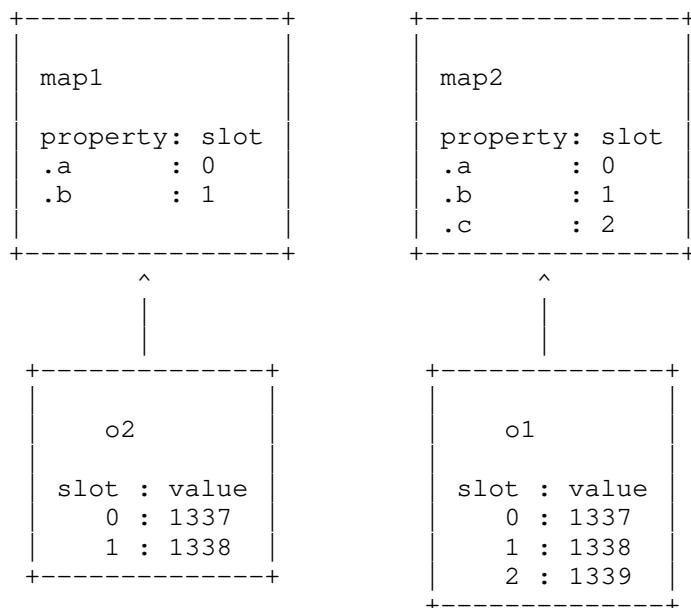 map1
property: slot
.a : 0
.b : 1
map2
property: slot
.a : 0
.b : 1
.c : 2
o2
slot : value
0 : 1337
1 : 1338
o1
slot : value
0 : 1337
1 : 1338
2 : 1339